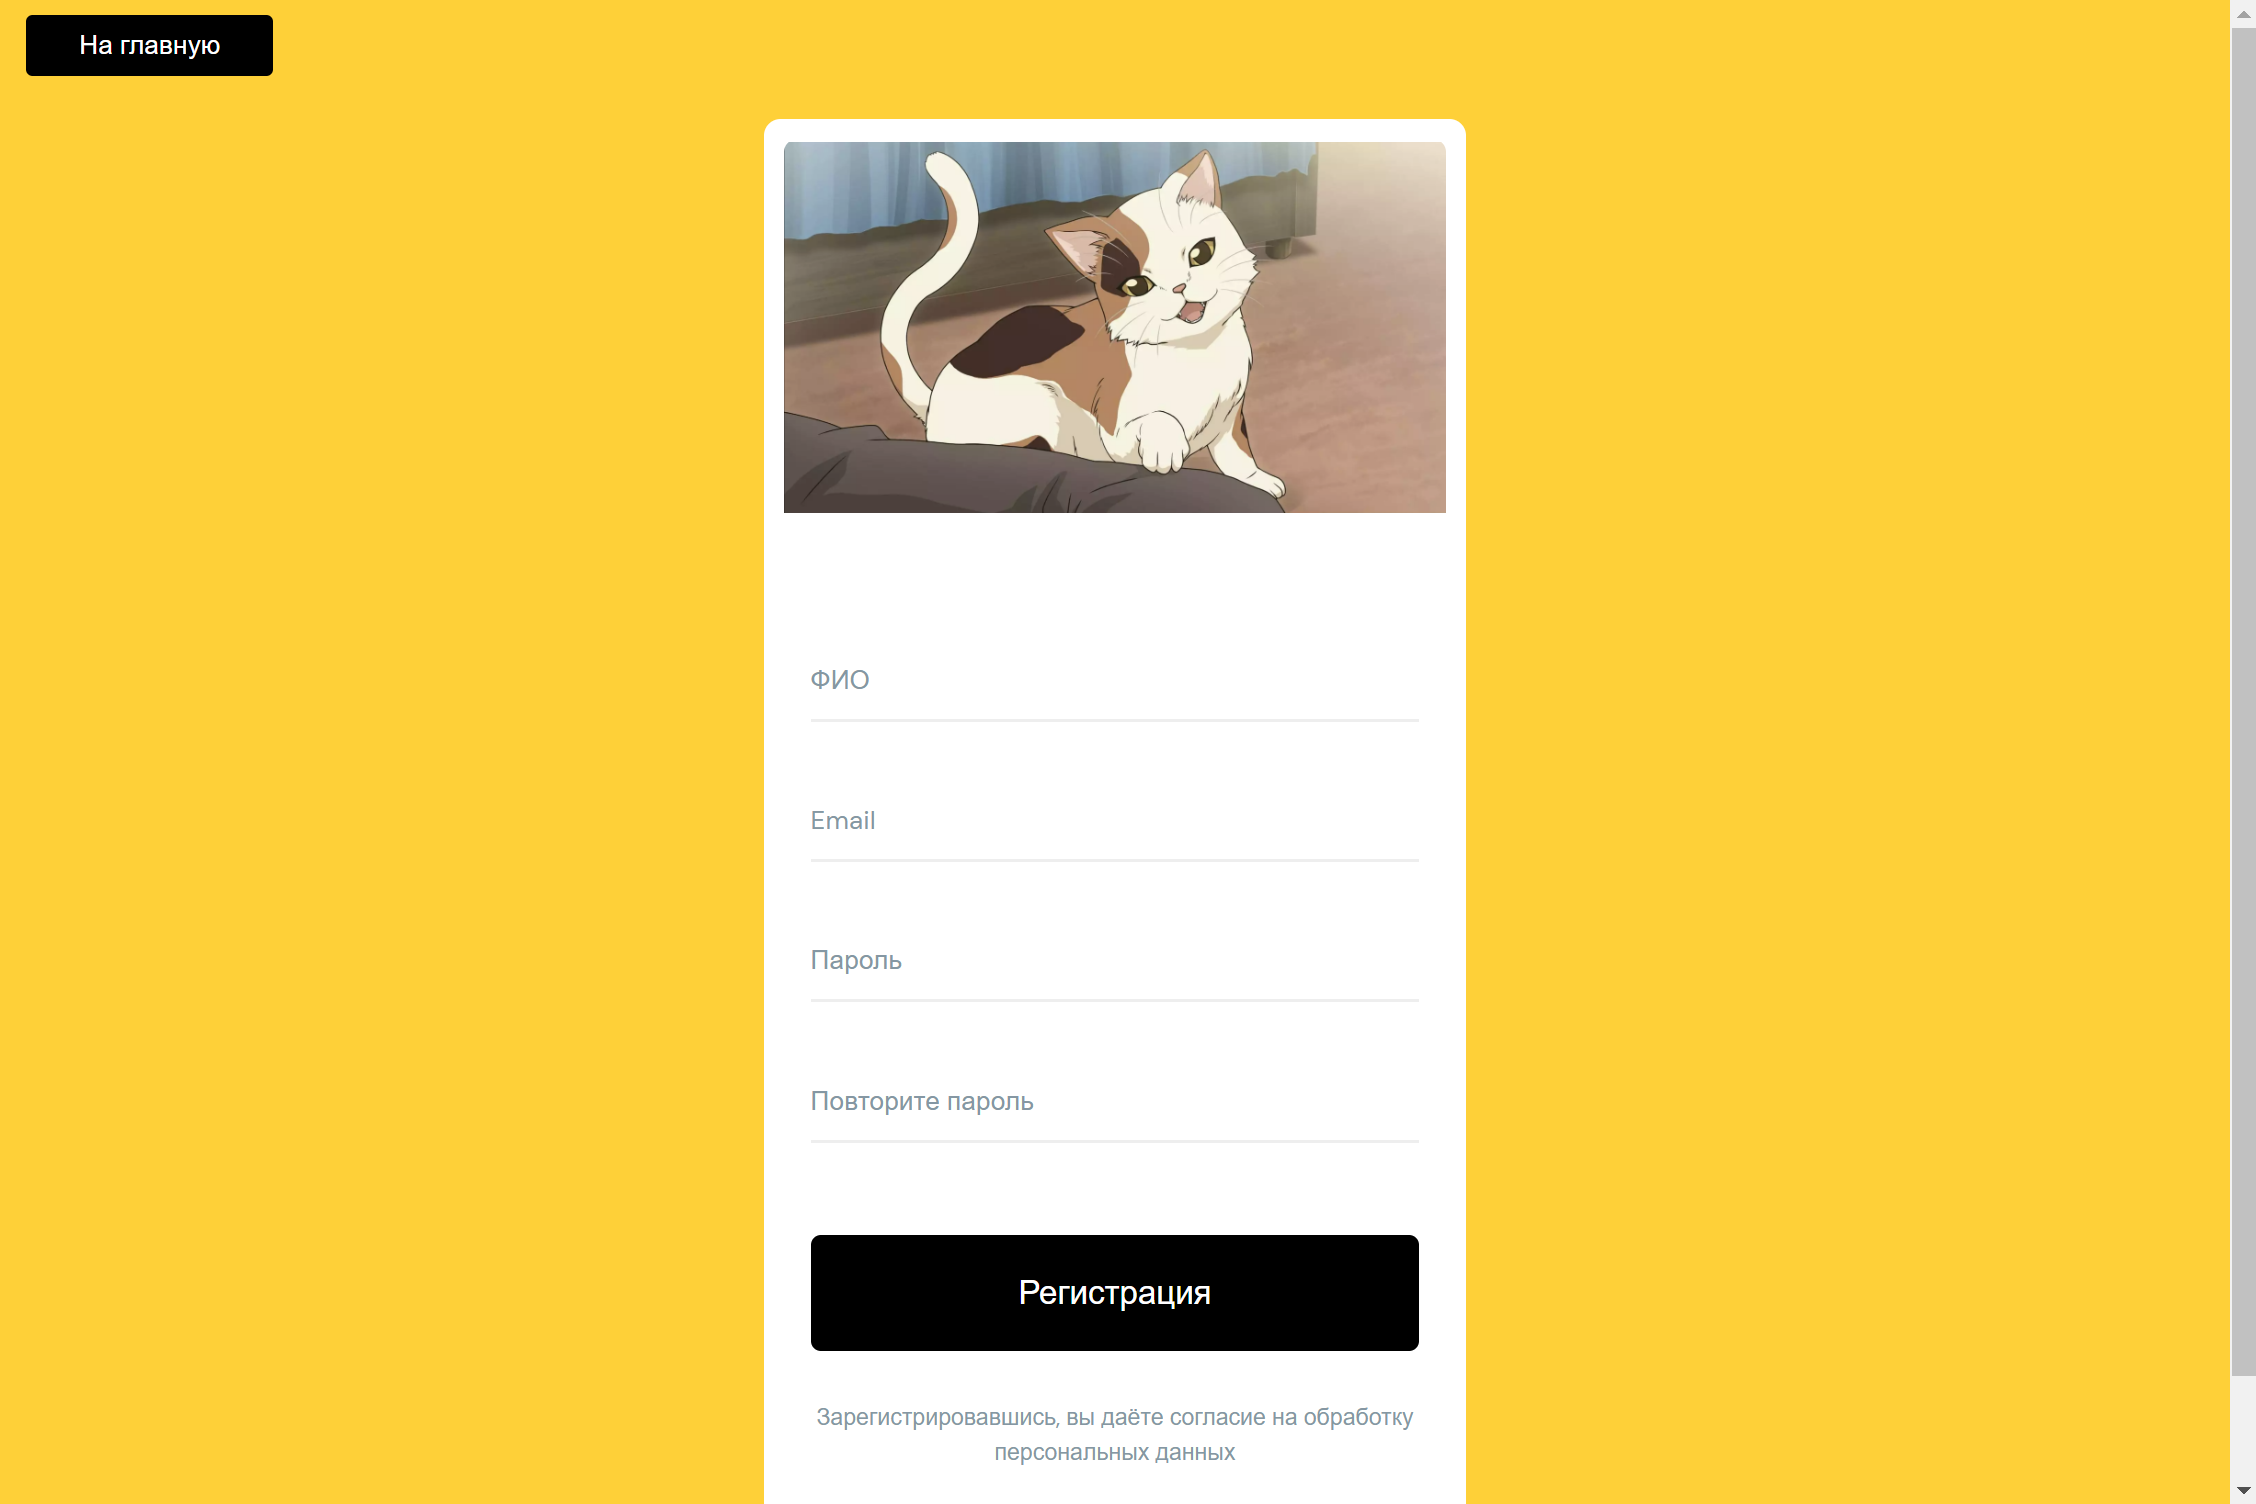 На главную
ФИО
Email
Пароль
Повторите пароль
Регистрация
Зарегистрировавшись, вы даёте согласие на обработку
персональных данных